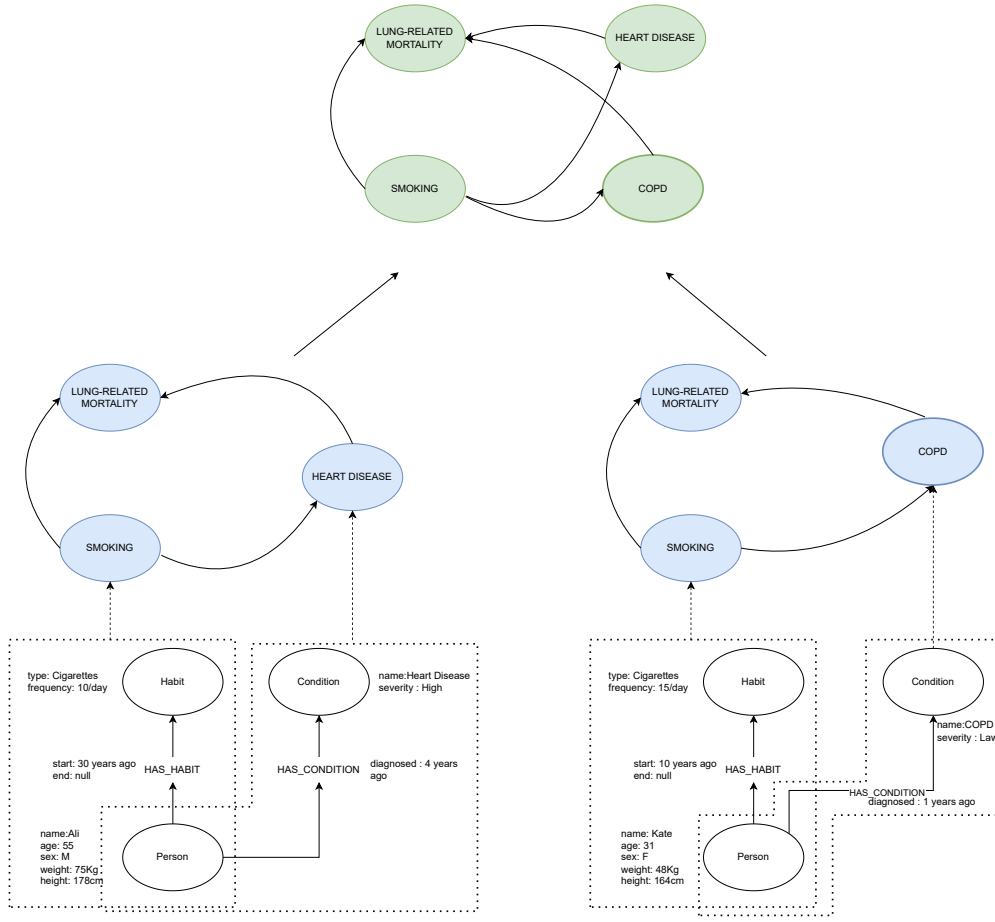 LUNG-RELATED
MORTALITY
HEART DISEASE
SMOKING
COPD
LUNG-RELATED
MORTALITY
HEART DISEASE
SMOKING
LUNG-RELATED
MORTALITY
COPD
SMOKING
type: Cigarettes
frequency: 10/day
Habit
Condition
name:Heart Disease
severity : High
start: 30 years ago
end: null
HAS_HABIT
HAS_CONDITION
diagnosed : 4 years
ago
name:Ali
age: 55
sex: M
weight: 75Kg
height: 178cm
Person
type: Cigarettes
frequency: 15/day
Habit
Condition
name:COPD
severity : Law
start: 10 years ago
end: null
HAS_HABIT
HAS_CONDITION
diagnosed : 1 years ago
name: Kate
age: 31
sex: F
weight: 48Kg
height: 164cm
Person